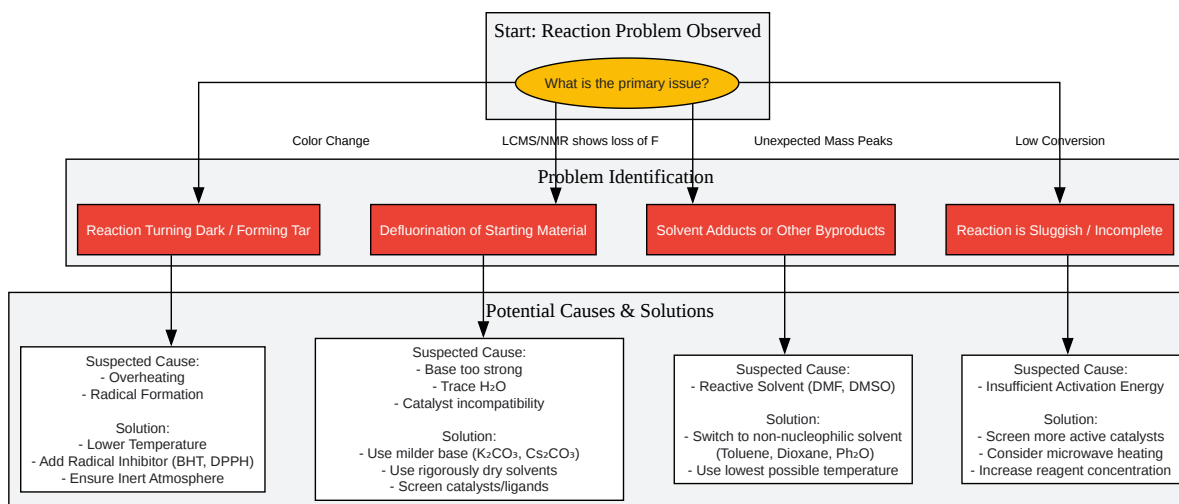 Start: Reaction Problem Observed
What is the primary issue?
Color Change
LCMS/NMR shows loss of F
Unexpected Mass Peaks
Low Conversion
Problem Identification
Reaction Turning Dark / Forming Tar
Defluorination of Starting Material
Solvent Adducts or Other Byproducts
Reaction is Sluggish / Incomplete
Potential Causes & Solutions
Suspected Cause:
- Overheating
- Radical Formation
Solution:
- Lower Temperature
- Add Radical Inhibitor (BHT, DPPH)
- Ensure Inert Atmosphere
Suspected Cause:
- Base too strong
- Trace H₂O
- Catalyst incompatibility
Solution:
- Use milder base (K₂CO₃, Cs₂CO₃)
- Use rigorously dry solvents
- Screen catalysts/ligands
Suspected Cause:
- Reactive Solvent (DMF, DMSO)
Solution:
- Switch to non-nucleophilic solvent
(Toluene, Dioxane, Ph₂O)
- Use lowest possible temperature
Suspected Cause:
- Insufficient Activation Energy
Solution:
- Screen more active catalysts
- Consider microwave heating
- Increase reagent concentration